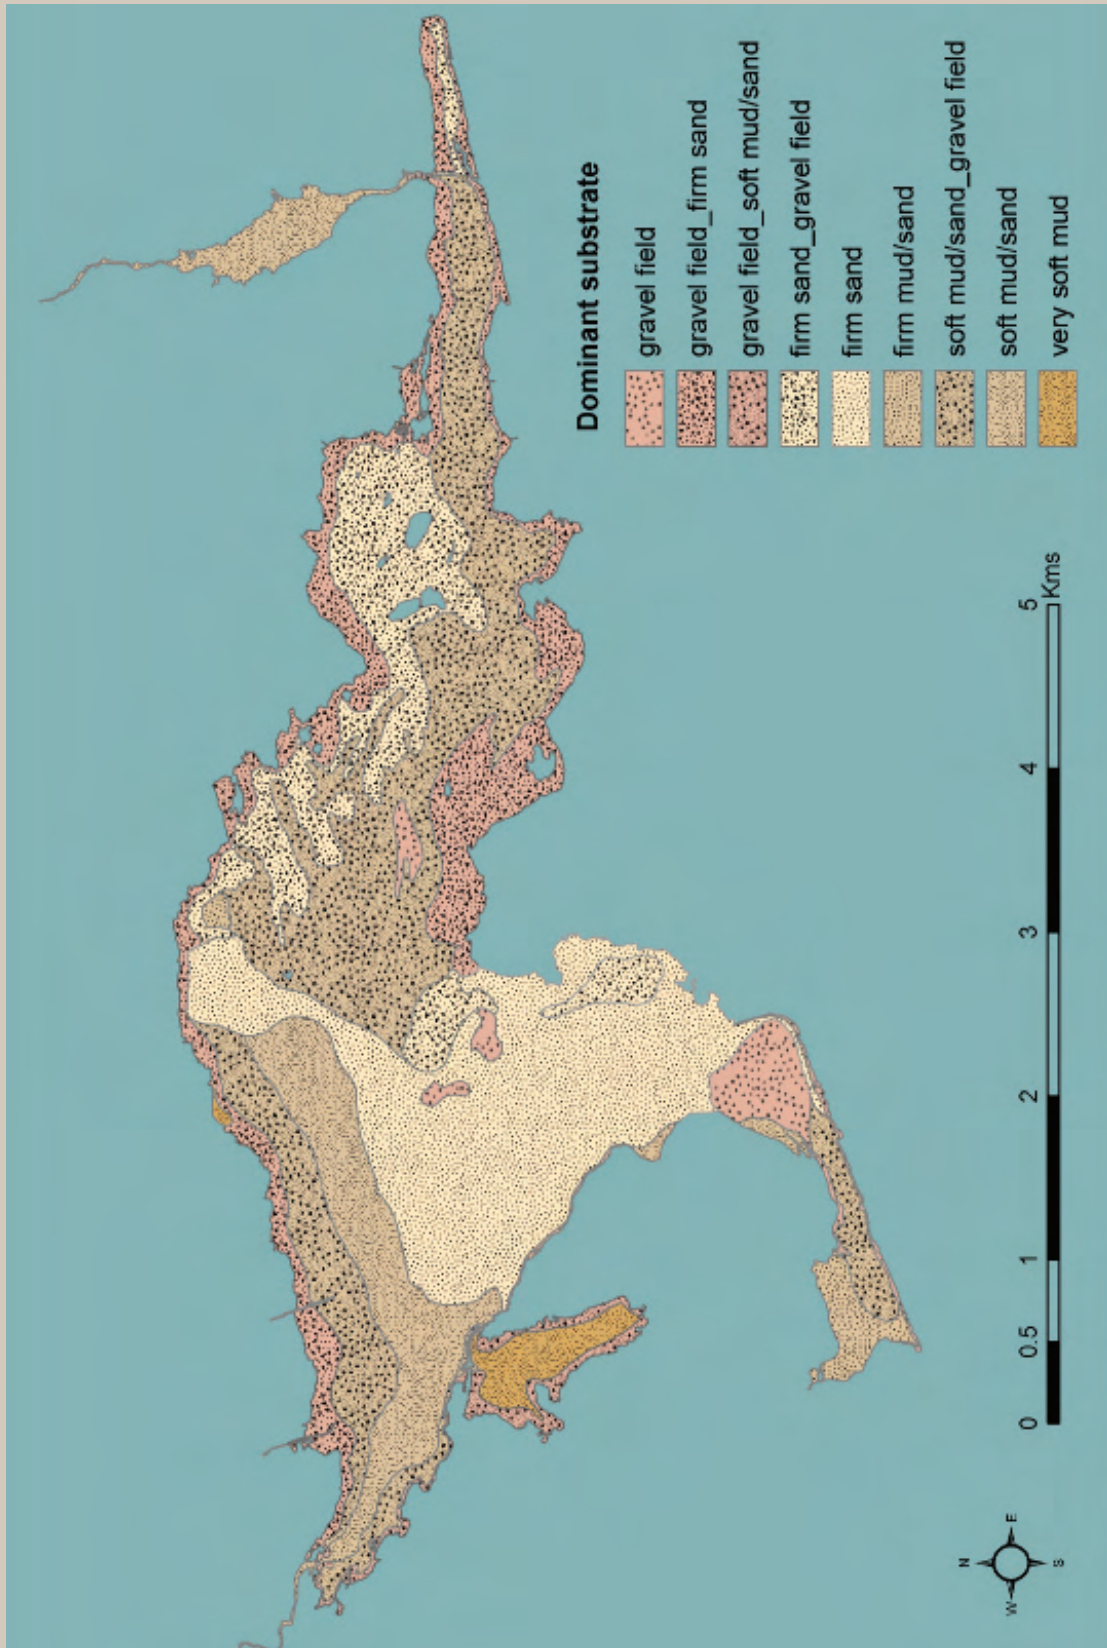 Dominant substrate
gravel field
gravel field_firm sand
gravel field_soft mud/sand
firm sand_gravel field
firm sand
firm mud/sand
soft mud/sand_gravel field
soft mud/sand
very soft mud
0 0.5 1 2 3 4 5
Kms
N
W E
S